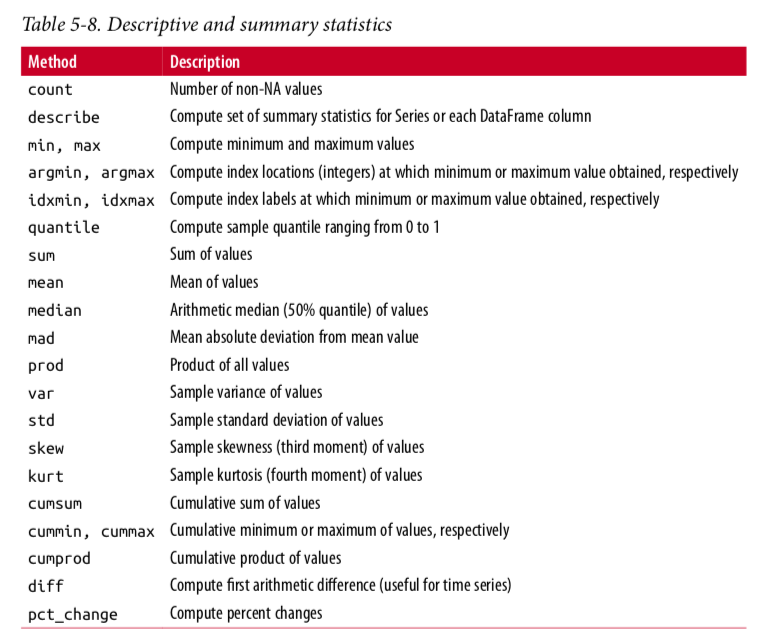 Table 5-8. Descriptive and summary statistics
Method Description
count Number of non-NA values
describe Compute set of summary statistics for Series or each DataFrame column
min, max Compute minimum and maximum values
argmin, argmax Compute index locations (integers) at which minimum or maximum value obtained, respectively
idxmin, idxmax Compute index labels at which minimum or maximum value obtained, respectively
quantile Compute sample quantile ranging from 0 to 1
sum Sum of values
mean Mean of values
median Arithmetic median (50% quantile) of values
mad Mean absolute deviation from mean value
prod Product of all values
var Sample variance of values
std Sample standard deviation of values
skew Sample skewness (third moment) of values
kurt Sample kurtosis (fourth moment) of values
cumsum Cumulative sum of values
cummin, cummax Cumulative minimum or maximum of values, respectively
cumprod Cumulative product of values
diff Compute first arithmetic difference (useful for time series)
pct_change Compute percent changes